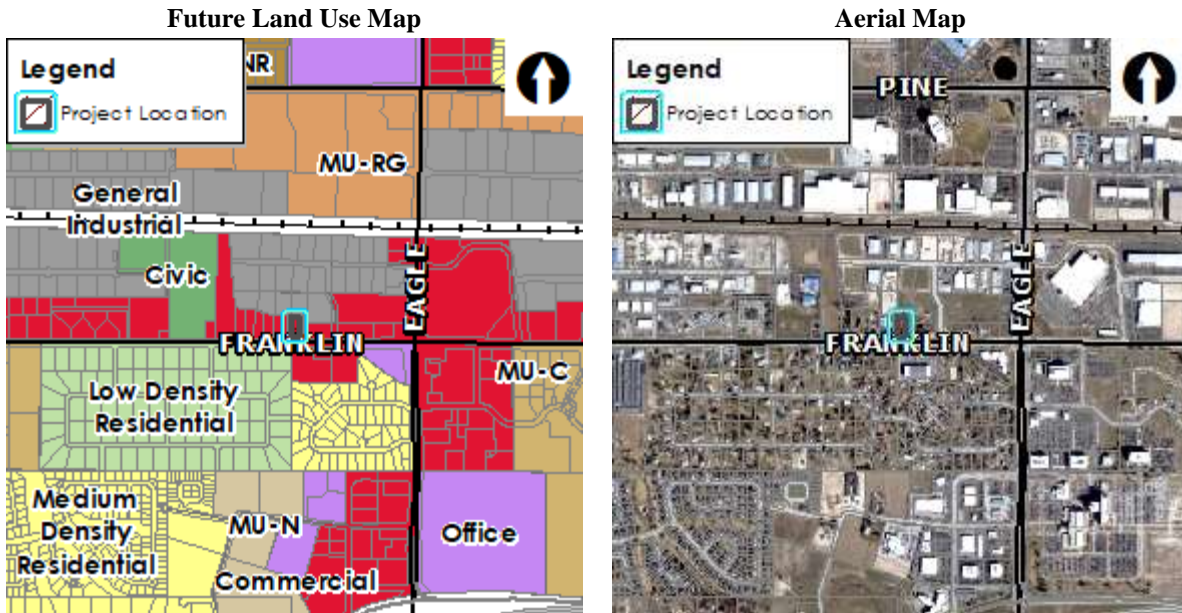 Future Land Use Map
Legend
Project Location
NR
MU-RG
General
Industrial
Civic
EAGLE
FRANKLIN
MU-C
Low Density
Residential
Medium
Density
Residential
MU-N
Office
Commercial
Aerial Map
Legend
Project Location
PINE
EAGLE
FRANKLIN